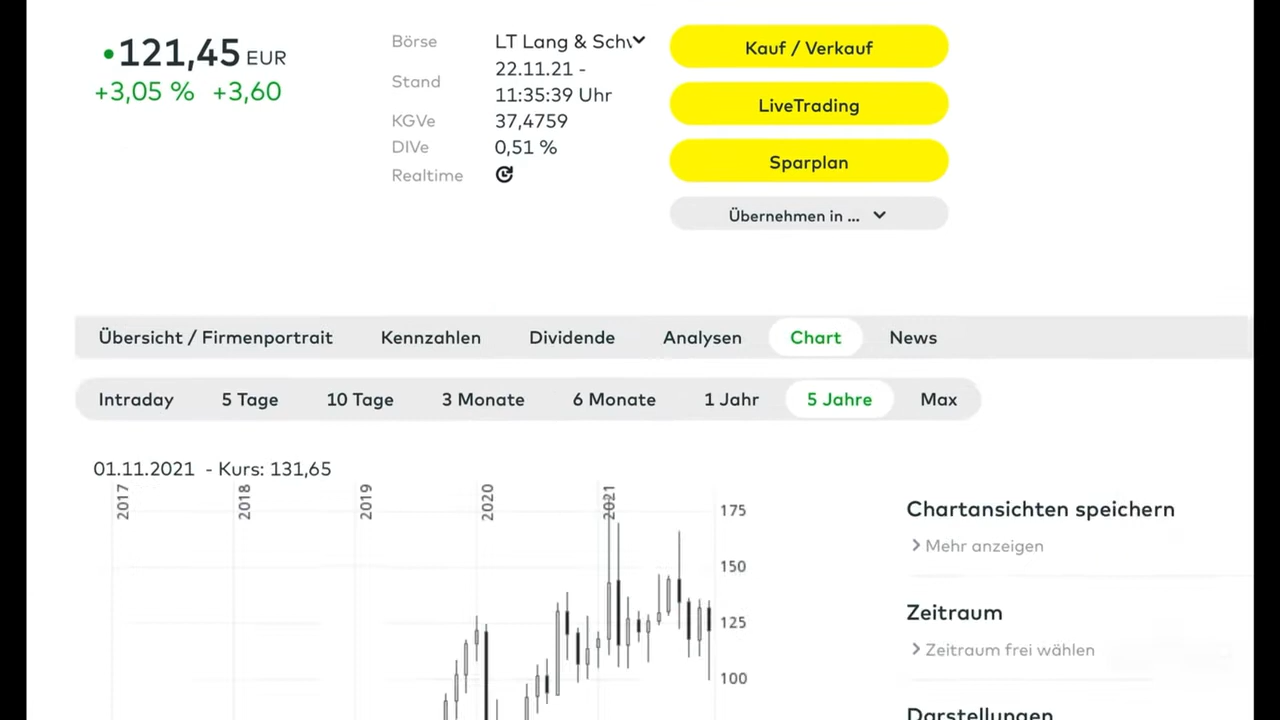 121,45 EUR
+3,05 % +3,60
Börse LT Lang & Schw
Stand 22.11.21 -
11:35:39 Uhr
KGVe 37,4759
DIVe 0,51 %
Realtime
Kauf / Verkauf
LiveTrading
Sparplan
Übernehmen in ...
Übersicht / Firmenportrait Kennzahlen Dividende Analysen Chart News
Intraday 5 Tage 10 Tage 3 Monate 6 Monate 1 Jahr 5 Jahre Max
01.11.2021 - Kurs: 131,65
2017 2018 2019 2020 2021
175
150
125
100
Chartansichten speichern
Mehr anzeigen
Zeitraum
Zeitraum frei wählen
Darstellungen